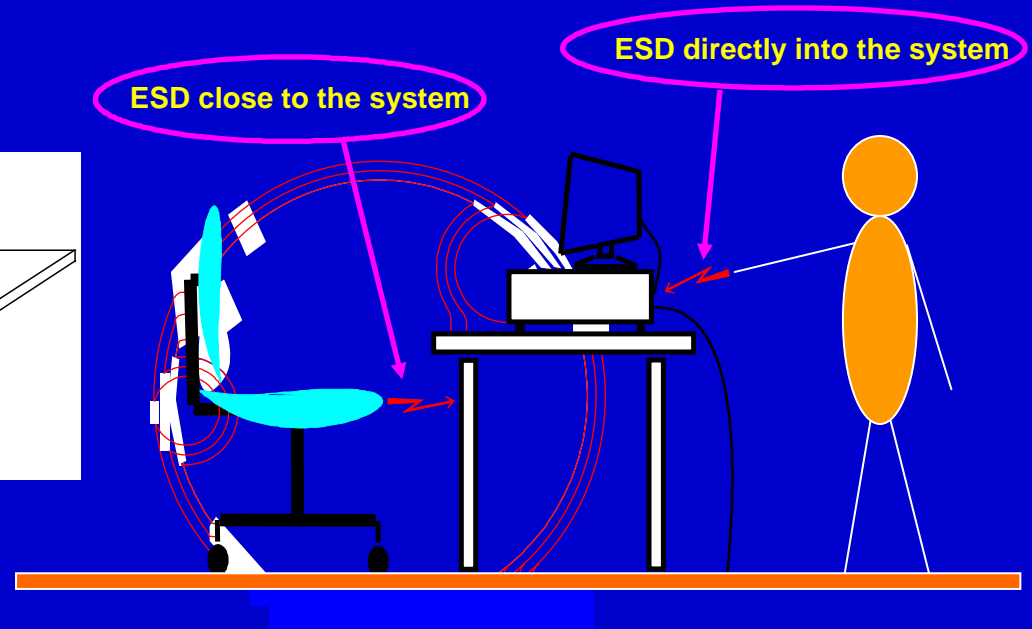 ESD directly into the system
ESD close to the system